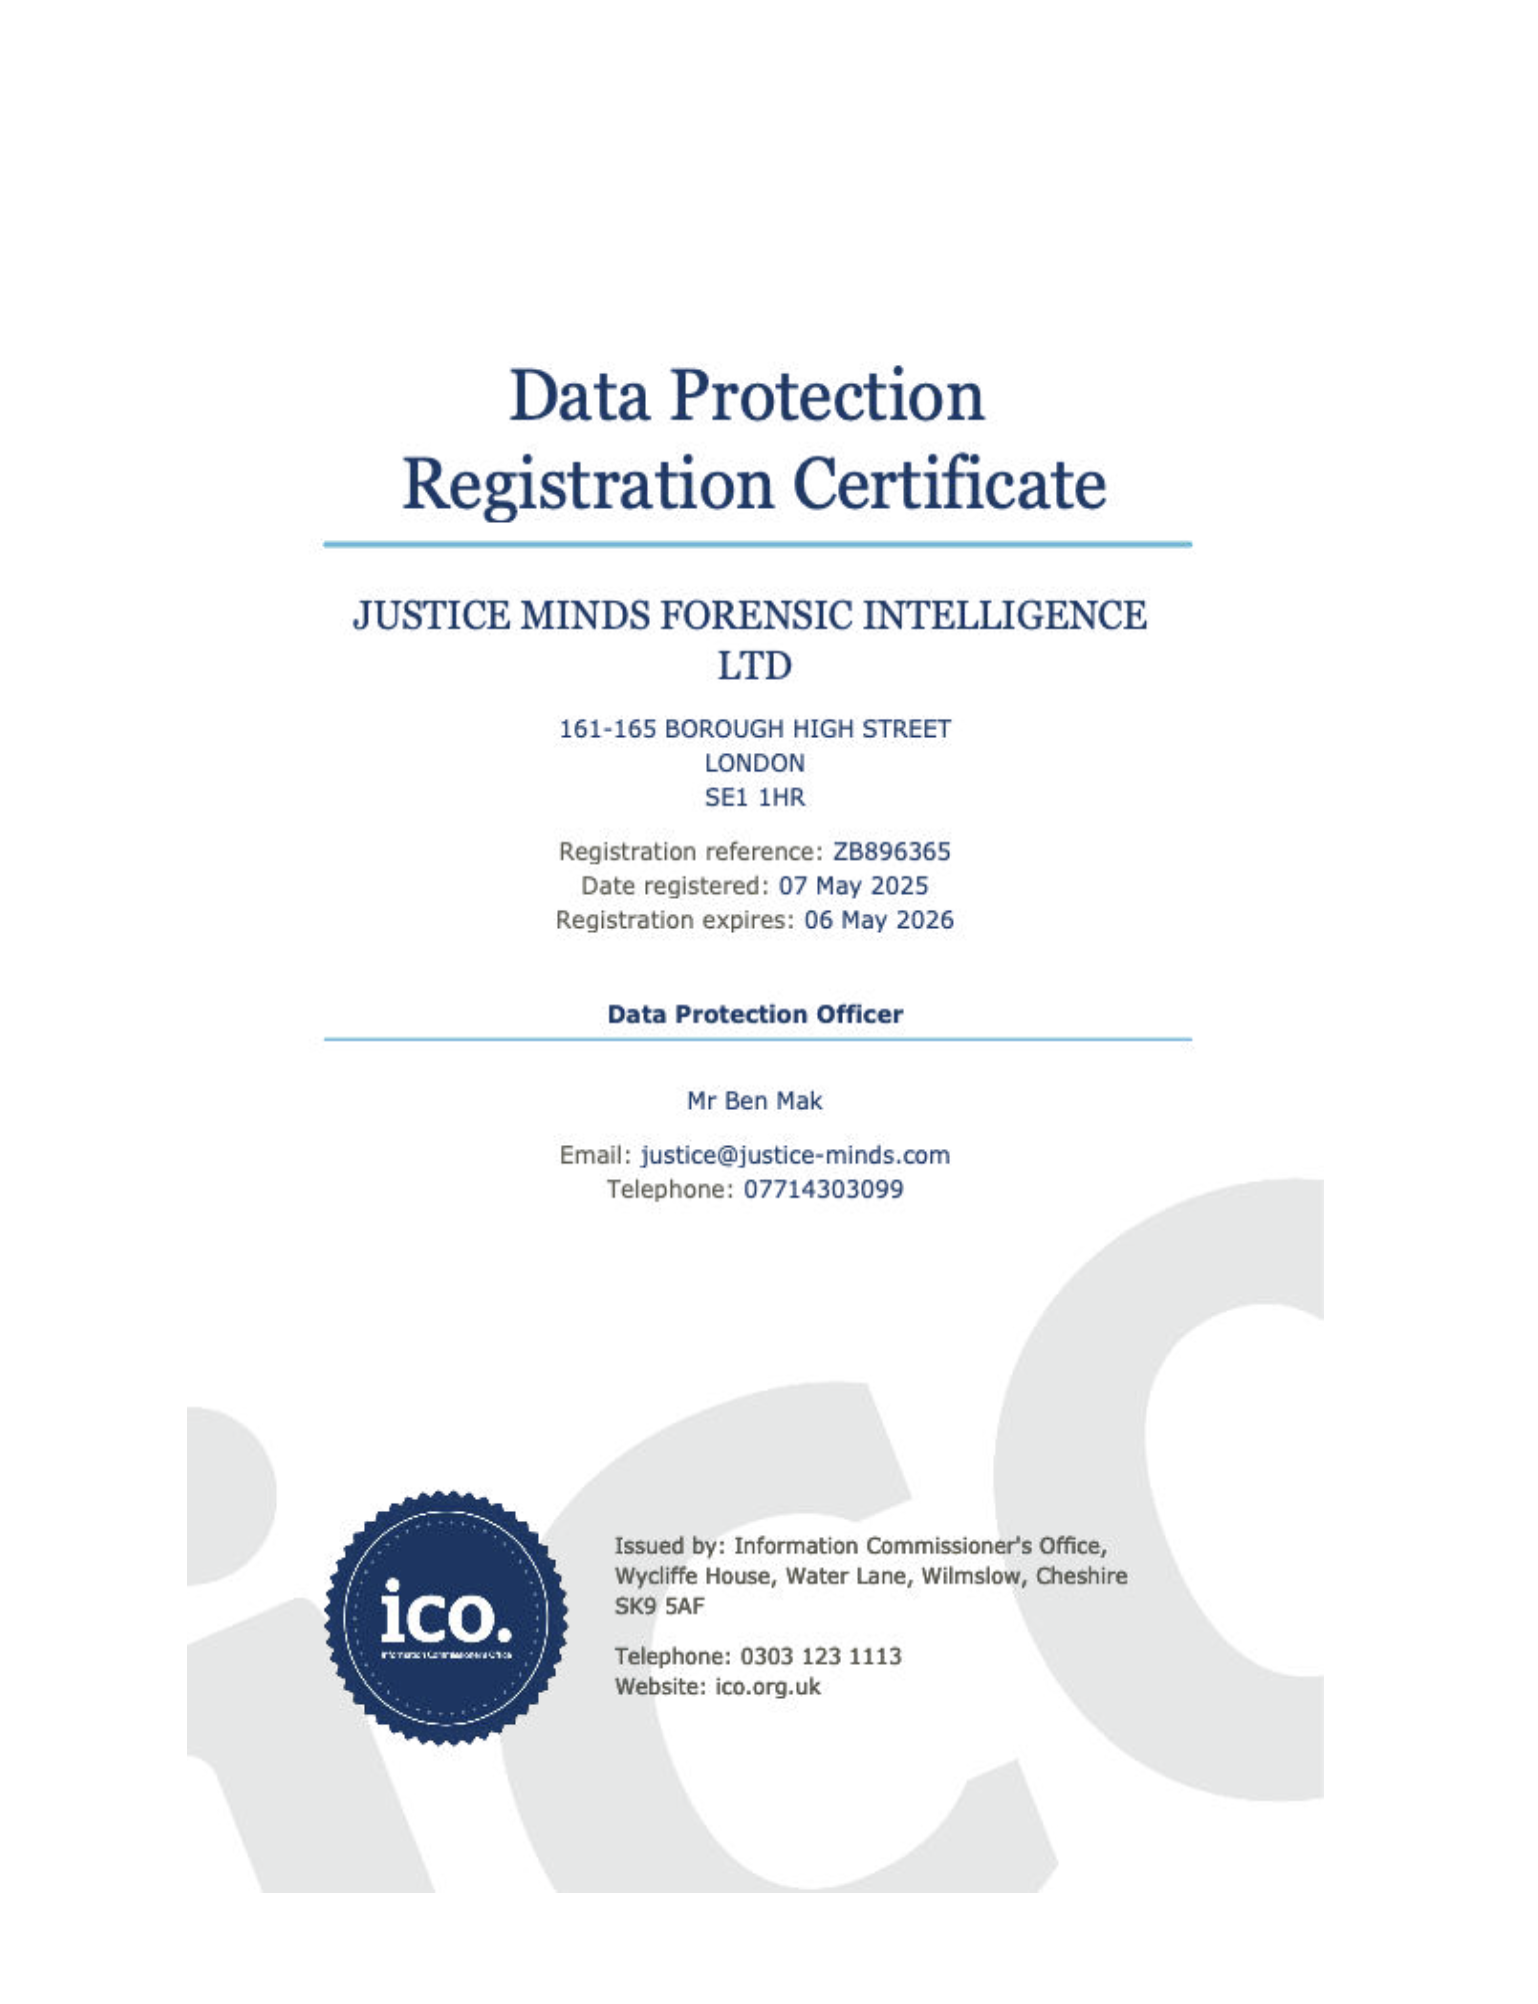 Data Protection
Registration Certificate
JUSTICE MINDS FORENSIC INTELLIGENCE
LTD
161-165 BOROUGH HIGH STREET
LONDON
SE1 1HR
Registration reference: ZB896365
Date registered: 07 May 2025
Registration expires: 06 May 2026
Data Protection Officer
Mr Ben Mak
Email: justice@justice-minds.com
Telephone: 07714303099
ico.
Information Commissioner's Office
Issued by: Information Commissioner's Office,
Wycliffe House, Water Lane, Wilmslow, Cheshire
SK9 5AF
Telephone: 0303 123 1113
Website: ico.org.uk
ico